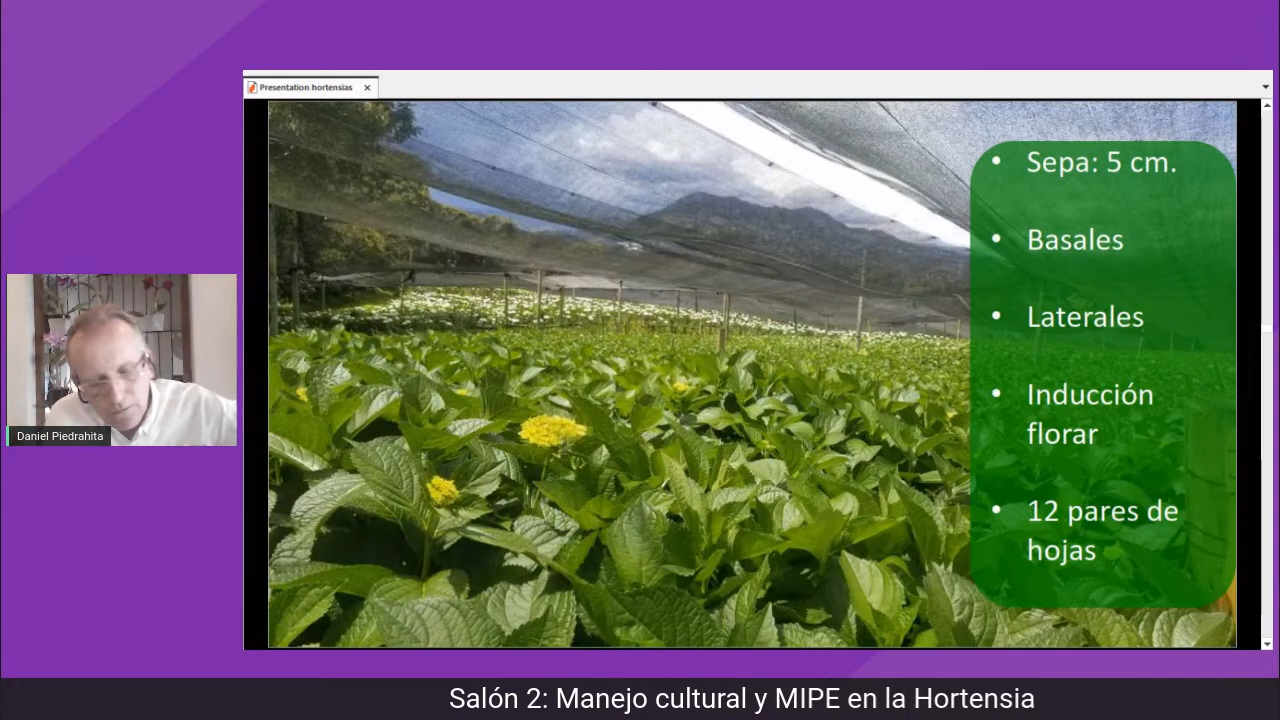 Presentation hortensias
• Sepa: 5 cm.
• Basales
• Laterales
• Inducción
florar
• 12 pares de
hojas
Daniel Piedrahita
Salón 2: Manejo cultural y MIPE en la Hortensia